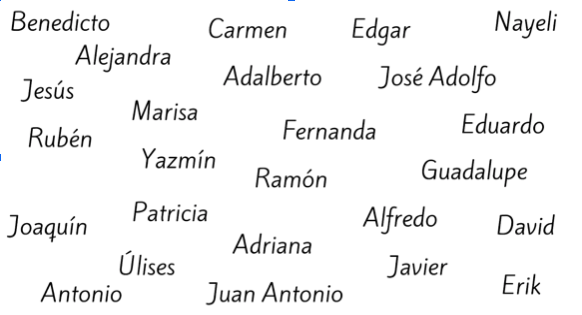 Benedicto
Carmen
Edgar
Nayeli
Alejandra
Adalberto
José Adolfo
Jesús
Marisa
Fernanda
Eduardo
Rubén
Yazmín
Ramón
Guadalupe
Joaquín
Patricia
Alfredo
David
Adriana
Úlises
Javier
Erik
Antonio
Juan Antonio